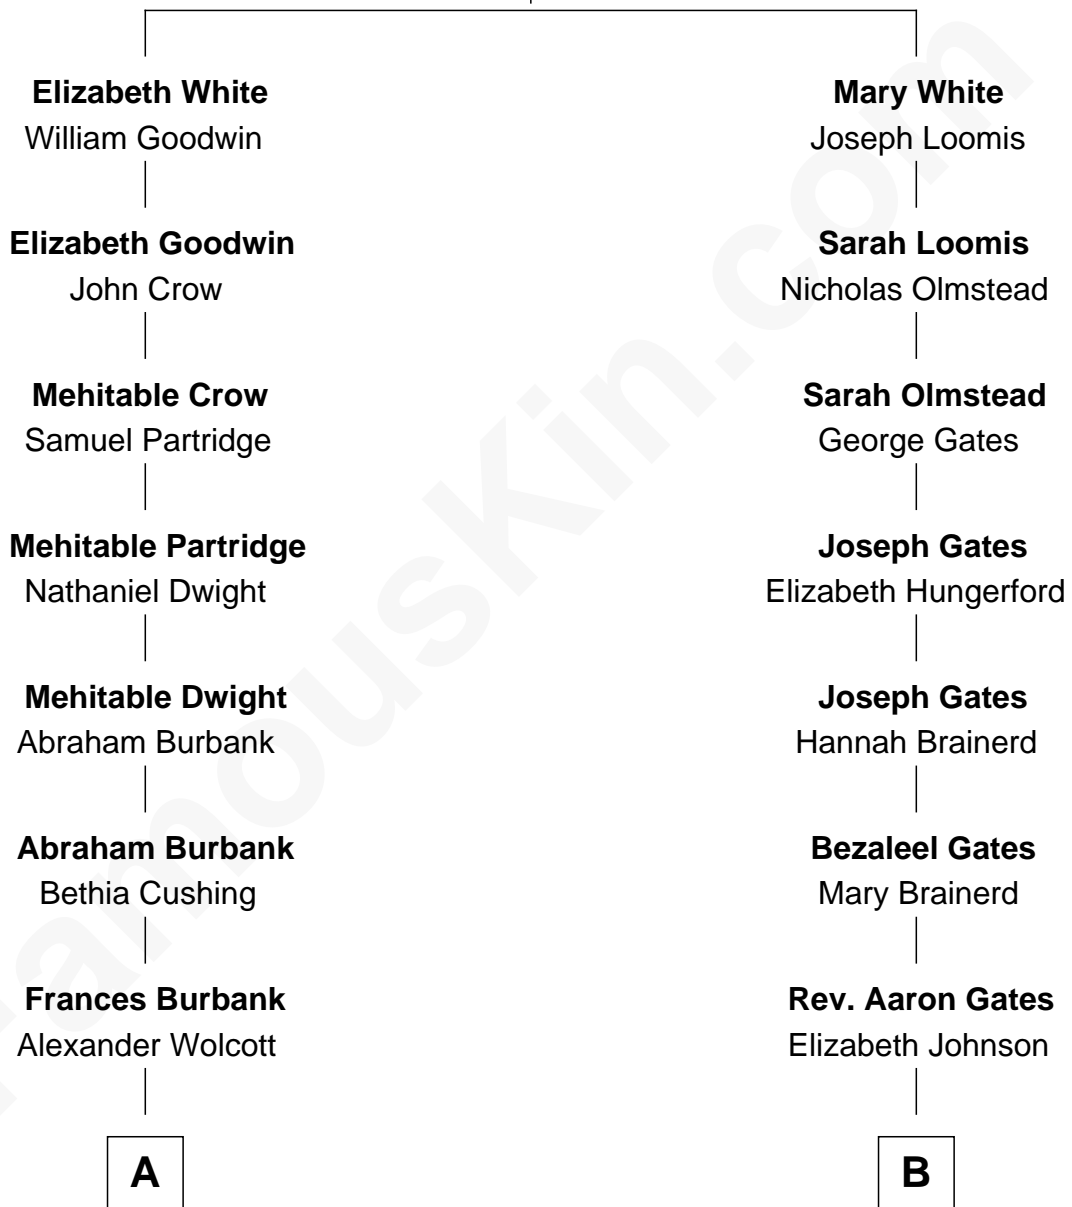 Elizabeth White
William Goodwin
Elizabeth Goodwin
John Crow
Mehitable Crow
Samuel Partridge
Mehitable Partridge
Nathaniel Dwight
Mehitable Dwight
Abraham Burbank
Abraham Burbank
Bethia Cushing
Frances Burbank
Alexander Wolcott
A
Mary White
Joseph Loomis
Sarah Loomis
Nicholas Olmstead
Sarah Olmstead
George Gates
Joseph Gates
Elizabeth Hungerford
Joseph Gates
Hannah Brainerd
Bezaleel Gates
Mary Brainerd
Rev. Aaron Gates
Elizabeth Johnson
B
FamousKin.com